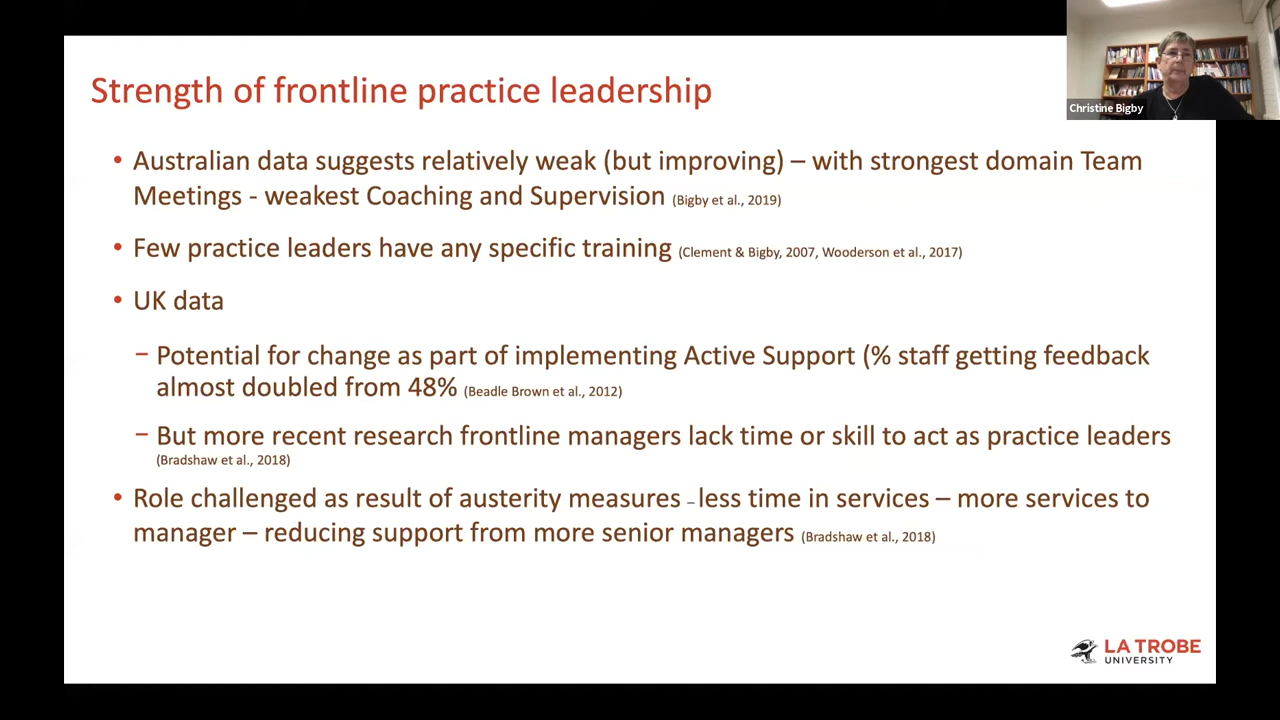 Strength of frontline practice leadership
Christine Bigby
• Australian data suggests relatively weak (but improving) – with strongest domain Team
Meetings - weakest Coaching and Supervision (Bigby et al., 2019)
• Few practice leaders have any specific training (Clement & Bigby, 2007, Wooderson et al., 2017)
• UK data
− Potential for change as part of implementing Active Support (% staff getting feedback
almost doubled from 48% (Beadle Brown et al., 2012)
− But more recent research frontline managers lack time or skill to act as practice leaders
(Bradshaw et al., 2018)
• Role challenged as result of austerity measures – less time in services – more services to
manager – reducing support from more senior managers (Bradshaw et al., 2018)
LA TROBE
UNIVERSITY